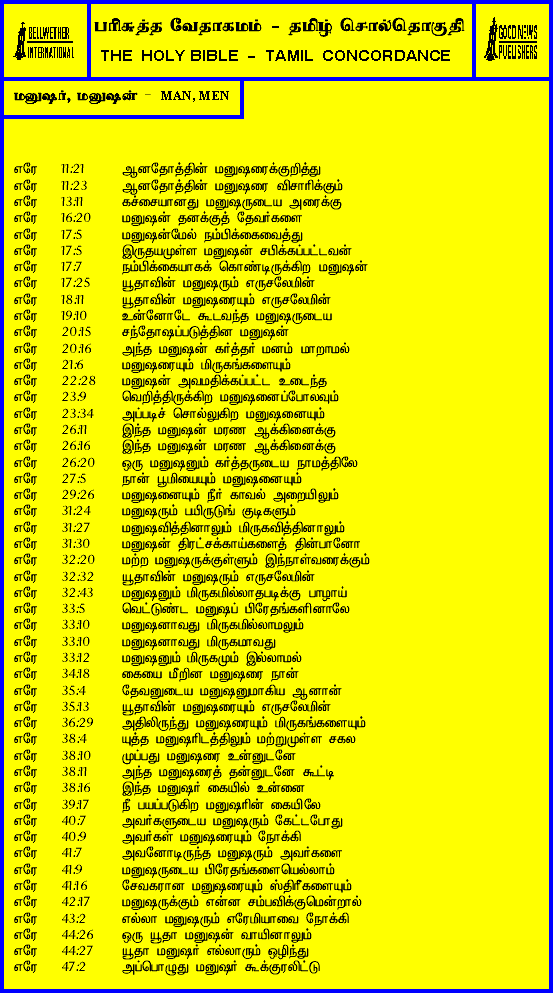 BELLWETHER
INTERNATIONAL
பரிசுத்த வேதாகமம் - தமிழ் சொல்தொகுதி
THE HOLY BIBLE - TAMIL CONCORDANCE
GOOD NEWS
PUBLISHERS
மனுஷர், மனுஷன் - MAN, MEN
எரே 11:21 ஆனதோத்தின் மனுஷரைக்குறித்து
எரே 11:23 ஆனதோத்தின் மனுஷரை விசாரிக்கும்
எரே 13:11 கச்சையானது மனுஷருடைய அரைக்கு
எரே 16:20 மனுஷன் தனக்குத் தேவர்களை
எரே 17:5 மனுஷன்மேல் நம்பிக்கைவைத்து
எரே 17:5 இருதயமுள்ள மனுஷன் சபிக்கப்பட்டவன்
எரே 17:7 நம்பிக்கையாகக் கொண்டிருக்கிற மனுஷன்
எரே 17:25 யூதாவின் மனுஷரும் எருசலேமின்
எரே 18:11 யூதாவின் மனுஷரையும் எருசலேமின்
எரே 19:10 உன்னோடே கூடவந்த மனுஷருடைய
எரே 20:15 சந்தோஷப்படுத்தின மனுஷன்
எரே 20:16 அந்த மனுஷன் கர்த்தர் மனம் மாறாமல்
எரே 21:6 மனுஷரையும் மிருகங்களையும்
எரே 22:28 மனுஷன் அவமதிக்கப்பட்ட உடைந்த
எரே 23:9 வெறித்திருக்கிற மனுஷனைப்போலவும்
எரே 23:34 அப்படிச் சொல்லுகிற மனுஷனையும்
எரே 26:11 இந்த மனுஷன் மரண ஆக்கினைக்கு
எரே 26:16 இந்த மனுஷன் மரண ஆக்கினைக்கு
எரே 26:20 ஒரு மனுஷனும் கர்த்தருடைய நாமத்திலே
எரே 27:5 நான் பூமியையும் மனுஷனையும்
எரே 29:26 மனுஷனையும் நீர் காவல் அறையிலும்
எரே 31:24 மனுஷரும் பயிருடுங் குடிகளும்
எரே 31:27 மனுஷவித்தினாலும் மிருகவித்தினாலும்
எரே 31:30 மனுஷன் திரட்சக்காய்களைத் தின்பானோ
எரே 32:20 மற்ற மனுஷருக்குள்ளும் இந்நாள்வரைக்கும்
எரே 32:32 யூதாவின் மனுஷரும் எருசலேமின்
எரே 32:43 மனுஷனும் மிருகமில்லாதபடிக்கு பாழாய்
எரே 33:5 வெட்டுண்ட மனுஷப் பிரேதங்களினாலே
எரே 33:10 மனுஷனாவது மிருகமில்லாமலும்
எரே 33:10 மனுஷனாவது மிருகமாவது
எரே 33:12 மனுஷனும் மிருகமும் இல்லாமல்
எரே 34:18 கையை மீறின மனுஷரை நான்
எரே 35:4 தேவனுடைய மனுஷனுமாகிய ஆனான்
எரே 35:13 யூதாவின் மனுஷரையும் எருசலேமின்
எரே 36:29 அதிலிருந்து மனுஷரையும் மிருகங்களையும்
எரே 38:4 யுத்த மனுஷரிடத்திலும் மற்றுமுள்ள சகல
எரே 38:10 முப்பது மனுஷரை உன்னுடனே
எரே 38:11 அந்த மனுஷரைத் தன்னுடனே கூட்டி
எரே 38:16 இந்த மனுஷர் கையில் உன்னை
எரே 39:17 நீ பயப்படுகிற மனுஷரின் கையிலே
எரே 40:7 அவர்களுடைய மனுஷரும் கேட்டபோது
எரே 40:9 அவர்கள் மனுஷரையும் நோக்கி
எரே 41:7 அவனோடிருந்த மனுஷரும் அவர்களை
எரே 41:9 மனுஷருடைய பிரேதங்களையெல்லாம்
எரே 41:16 சேவகரான மனுஷரையும் ஸ்திரீகளையும்
எரே 42:17 மனுஷருக்கும் என்ன சம்பவிக்குமென்றால்
எரே 43:2 எல்லா மனுஷரும் எரேமியாவை நோக்கி
எரே 44:26 ஒரு யூதா மனுஷன் வாயினாலும்
எரே 44:27 யூதா மனுஷர் எல்லாரும் ஒழிந்து
எரே 47:2 அப்பொழுது மனுஷர் கூக்குரலிட்டு